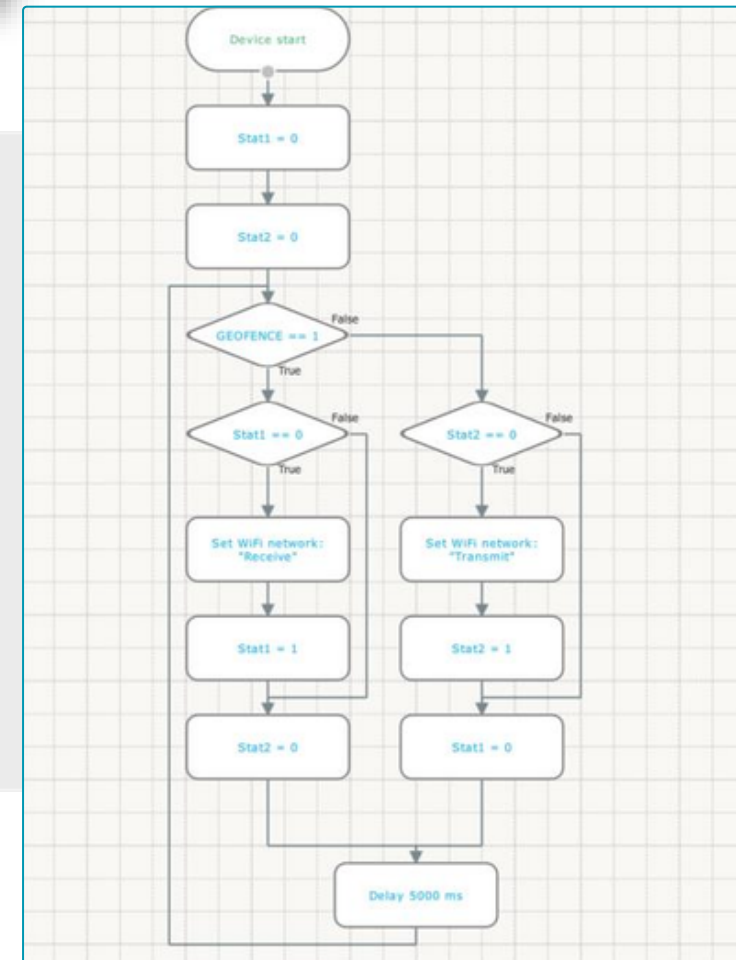 Device start
Stat1 = 0
Stat2 = 0
GEOFENCE == 1
False
True
Stat1 == 0
False
True
Stat2 == 0
False
True
Set WiFi network:
"Receive"
Set WiFi network:
"Transmit"
Stat1 = 1
Stat2 = 1
Stat2 = 0
Stat1 = 0
Delay 5000 ms